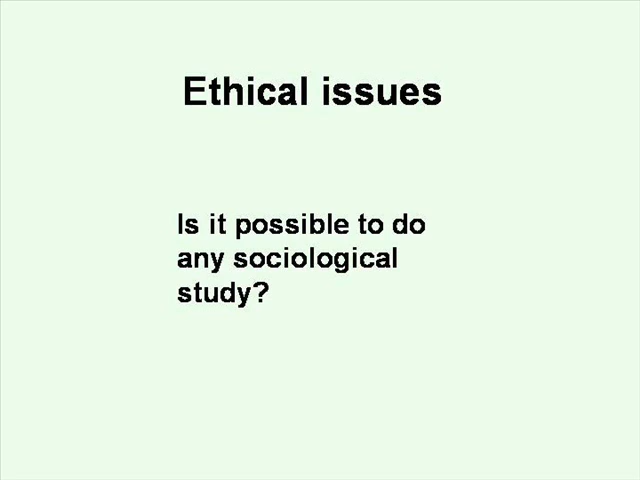 Ethical issues
Is it possible to do
any sociological
study?